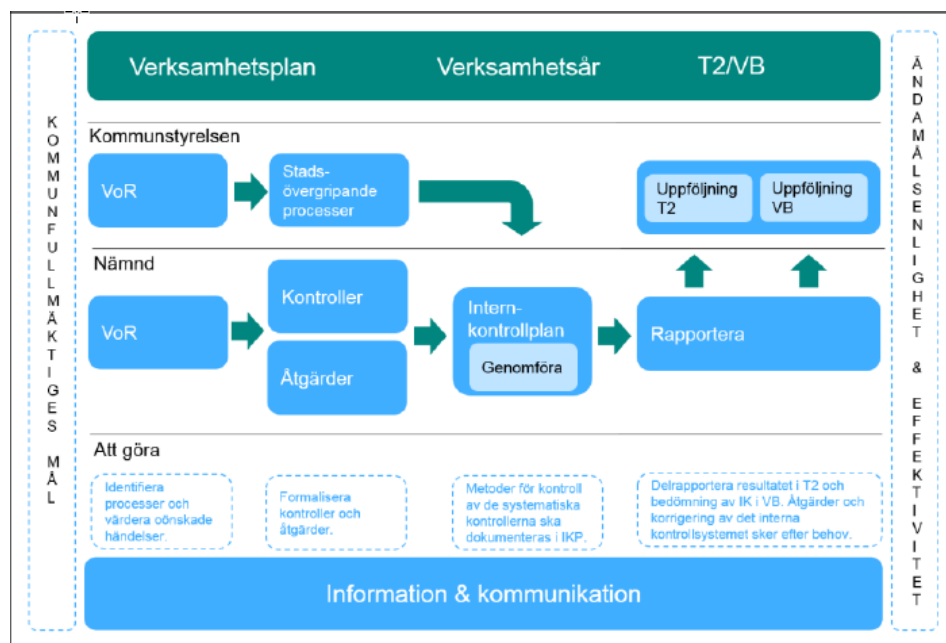 Verksamhetsplan
Verksamhetsår
T2/VB
KOMMUNFULLMÄKTIGES MÅL
Kommunstyrelsen
VoR
Stads-
övergripande
processer
Uppföljning
T2
Uppföljning
VB
Nämnd
VoR
Kontroller
Åtgärder
Intern-
kontrollplan
Genomföra
Rapportera
Att göra
Identifiera
processer och
värdera oönskade
händelser.
Formalisera
kontroller och
åtgärder.
Metoder för kontroll
av de systematiska
kontrollerna ska
dokumenteras i IKP.
Delrapportera resultatet i T2 och
bedömning av IK i VB. Åtgärder och
korrigering av det interna
kontrollsystemet sker efter behov.
Information & kommunikation
ÄNDAMÅLSENLIGHET & EFFEKTIVITET